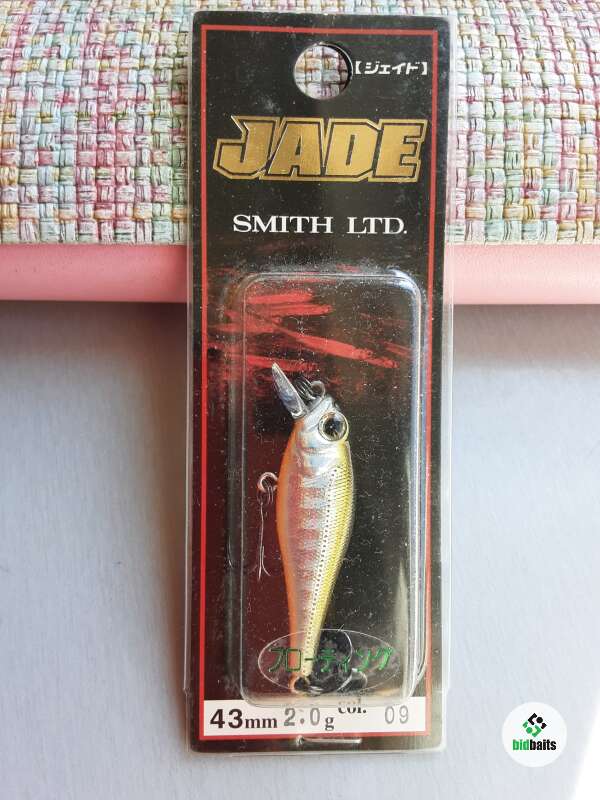 【ジェイド】
JADE
SMITH LTD.
フローティング
43mm 2.0g col. 09
bidbaits